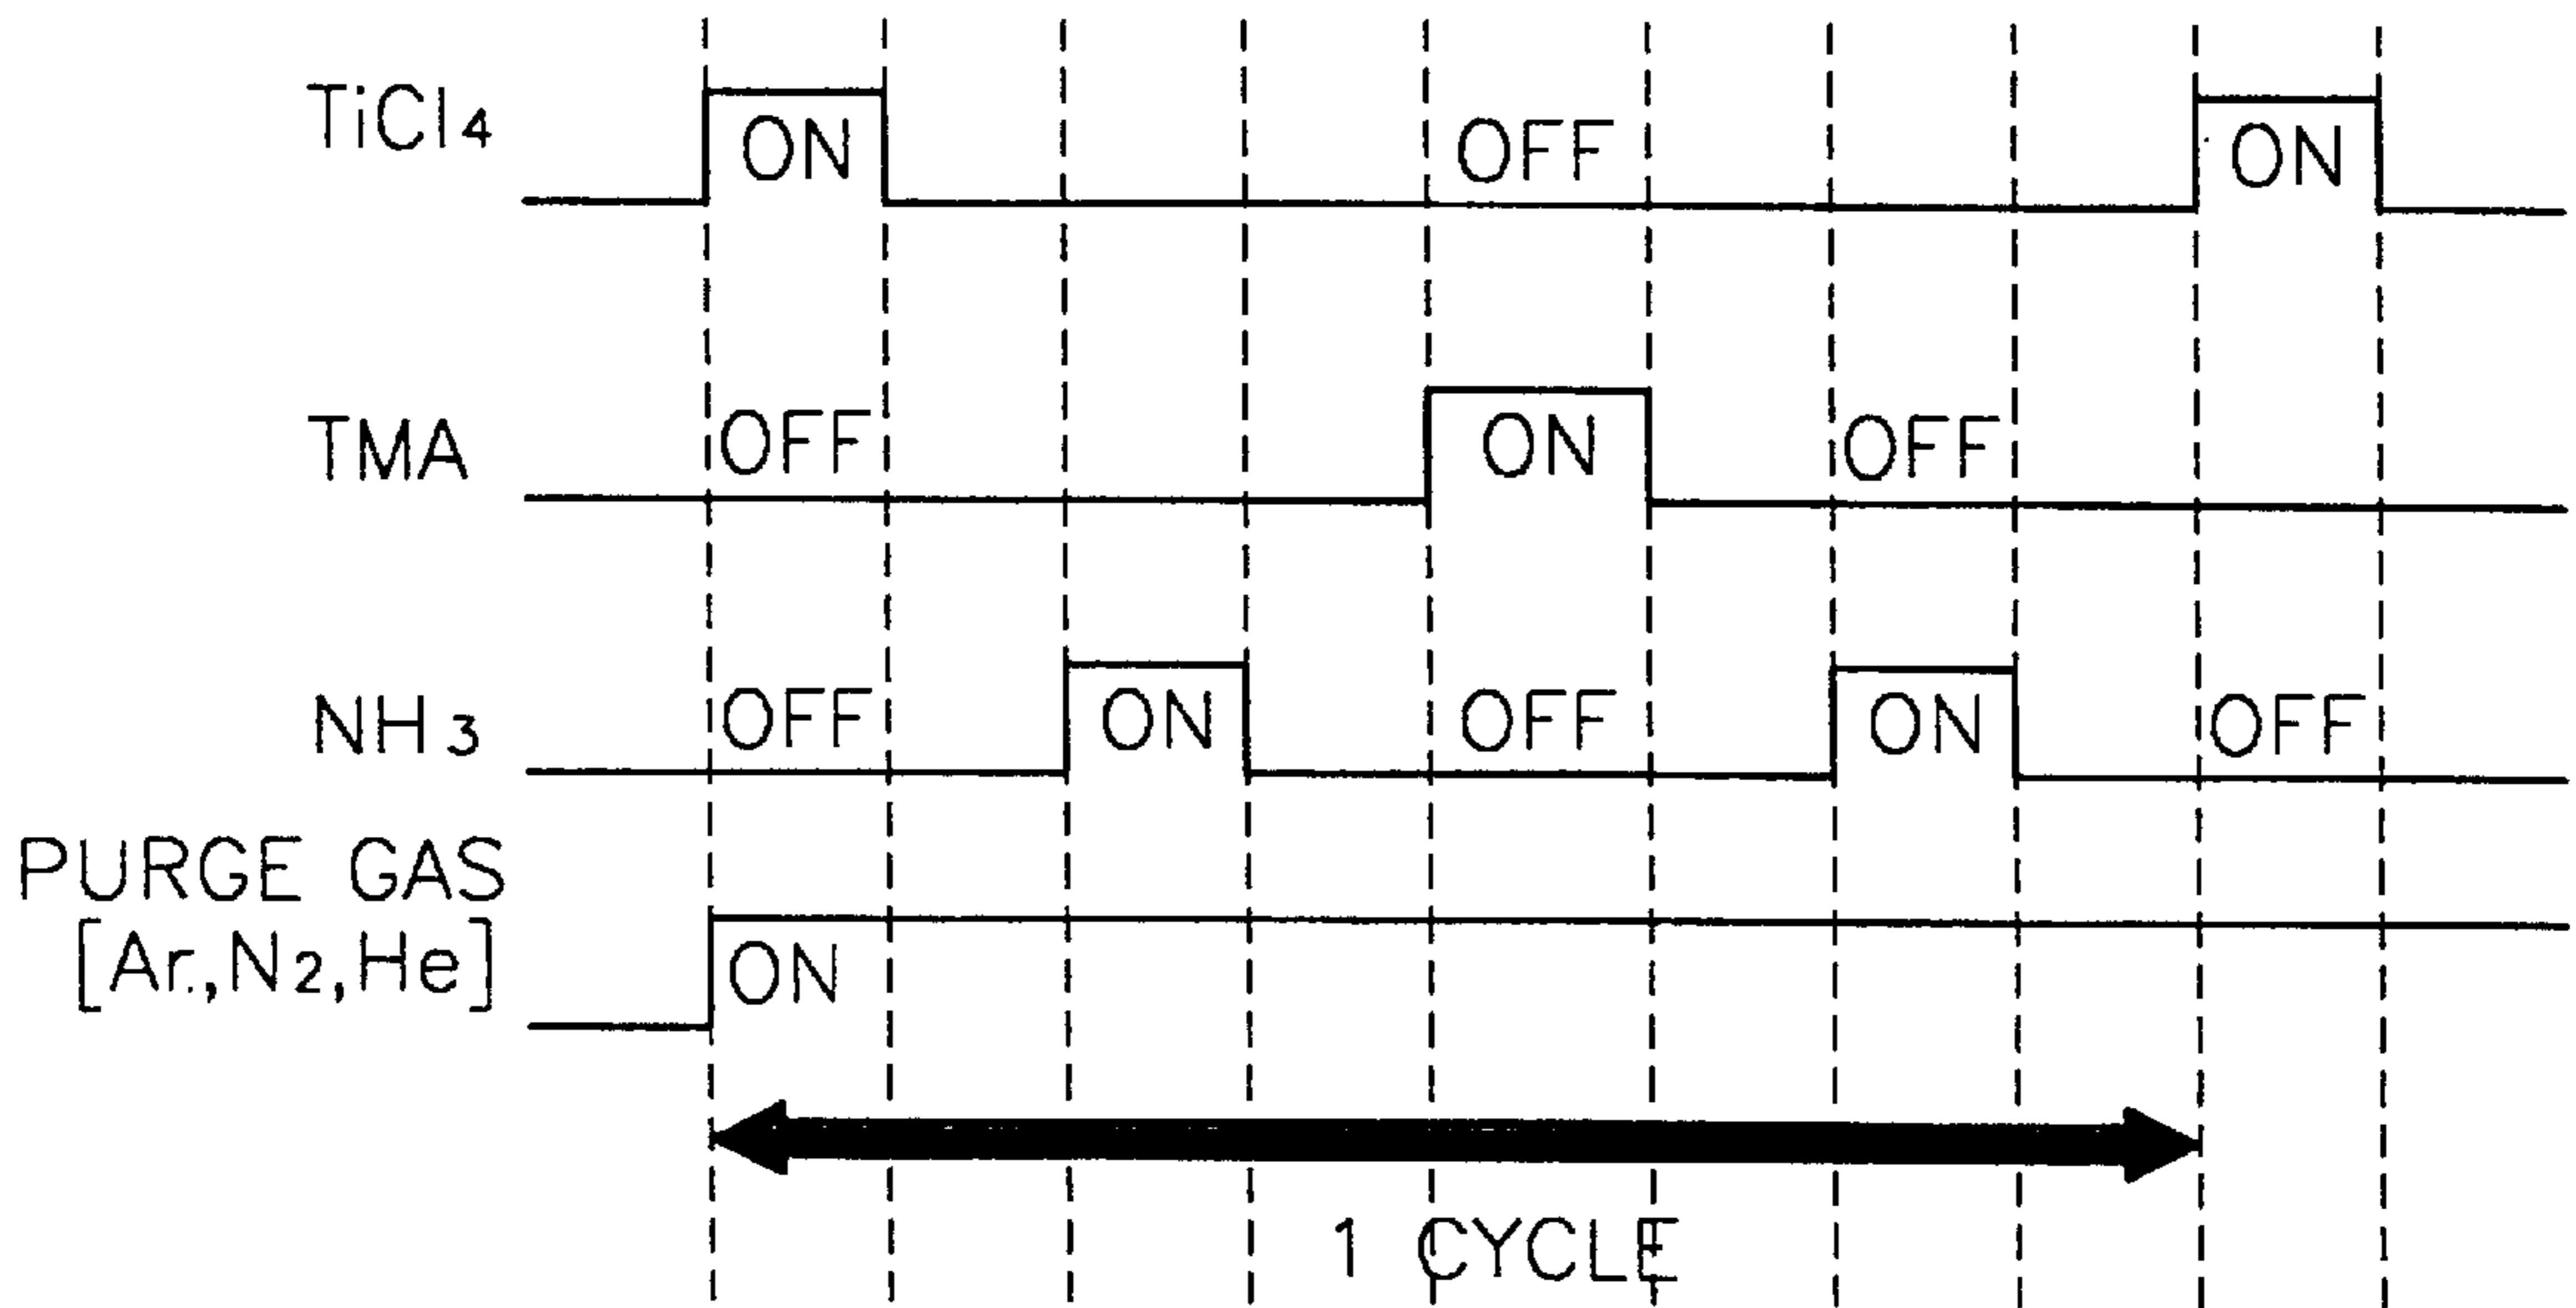 TiCl4 ON OFF ON
TMA OFF ON OFF
NH3 OFF ON OFF ON OFF
PURGE GAS
[Ar.,N2,He] ON
1 CYCLE